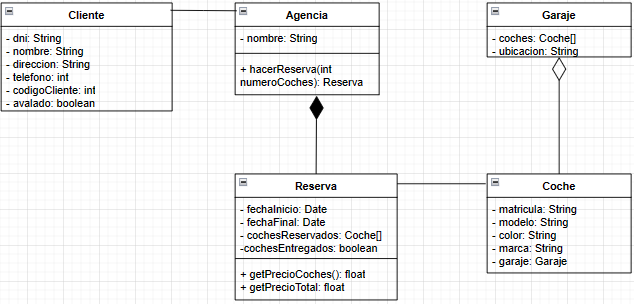 Cliente
- dni: String
- nombre: String
- direccion: String
- telefono: int
- codigoCliente: int
- avalado: boolean
Agencia
- nombre: String
+ hacerReserva(int
numeroCoches): Reserva
Garaje
- coches: Coche[]
- ubicacion: String
Reserva
- fechaInicio: Date
- fechaFinal: Date
- cochesReservados: Coche[]
-cochesEntregados: boolean
+ getPrecioCoches(): float
+ getPrecioTotal: float
Coche
- matricula: String
- modelo: String
- color: String
- marca: String
- garaje: Garaje